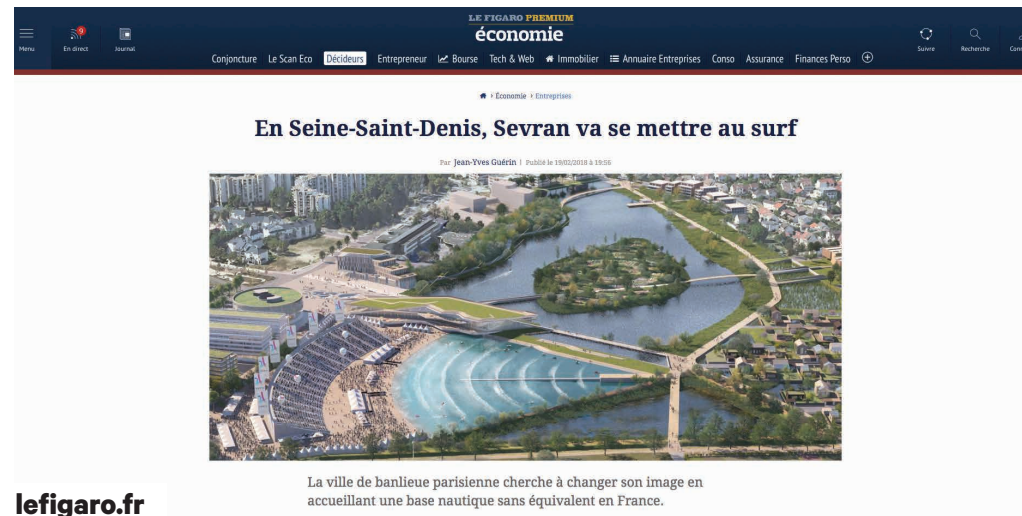 LE FIGARO PREMIUM
économie
Menu
En direct
9
Journal
Suivre
Recherche
Conjoncture Le Scan Eco Décideurs Entrepreneur Bourse Tech & Web Immobilier Annuaire Entreprises Conso Assurance Finances Perso
Économie Entreprises
En Seine-Saint-Denis, Sevran va se mettre au surf
Par Jean-Yves Guérin | Publié le 19/02/2018 à 19:56
La ville de banlieue parisienne cherche à changer son image en
accueillant une base nautique sans équivalent en France.
lefigaro.fr